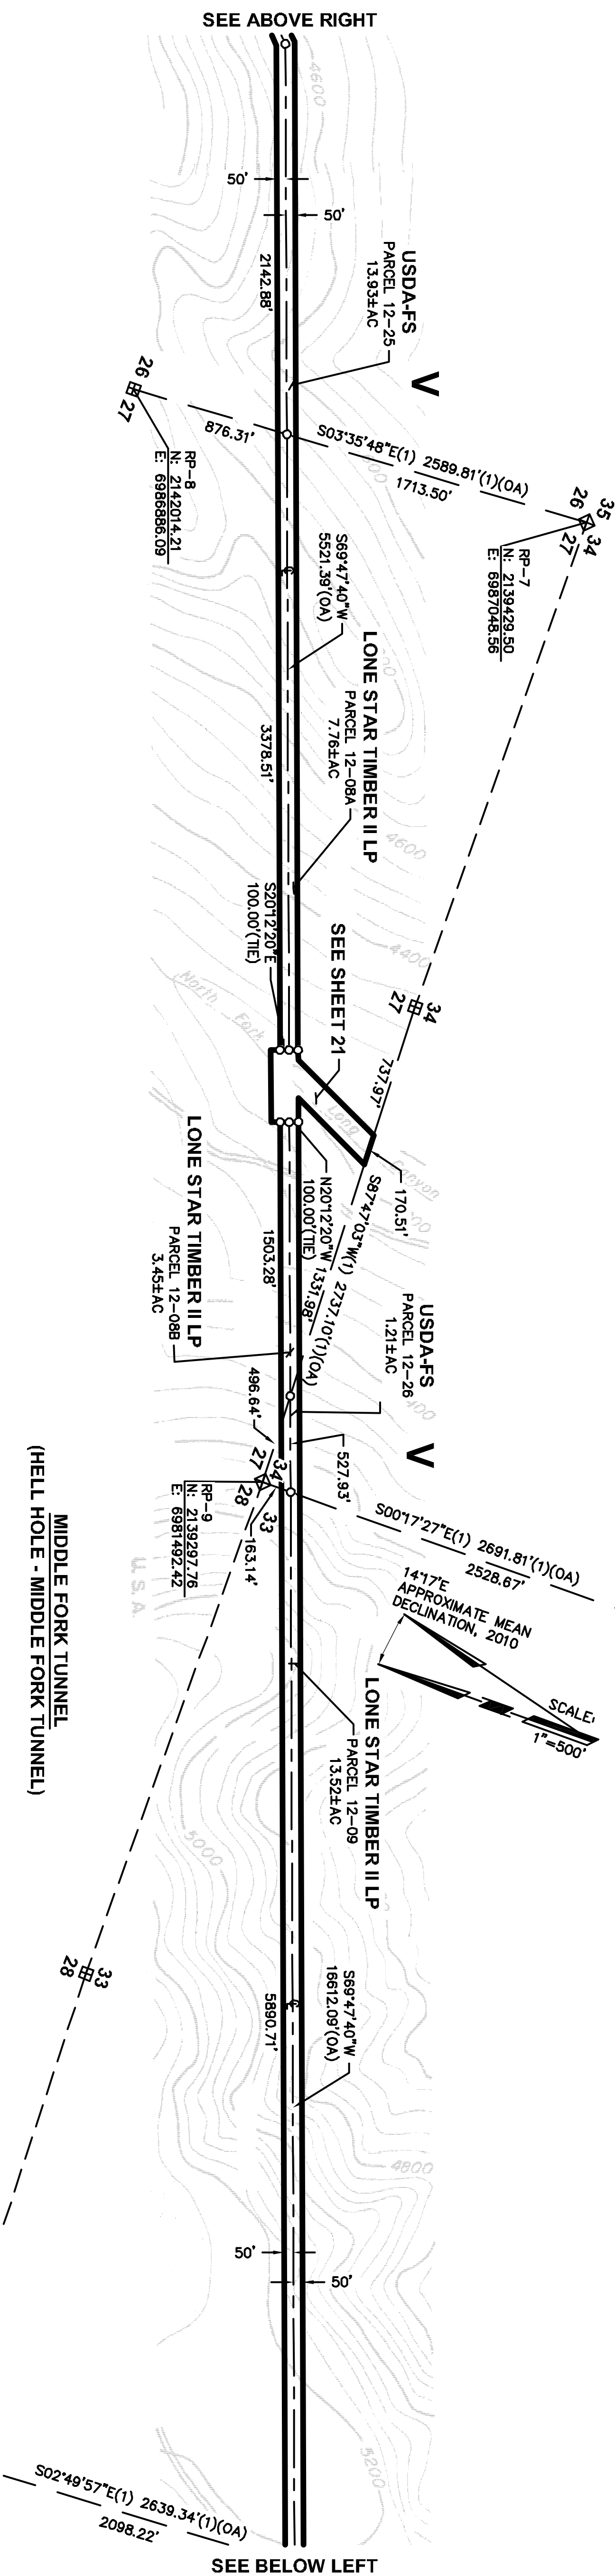 SEE ABOVE RIGHT
4600
50'
50'
2142.88'
USDA-FS
PARCEL 12-25
13.93±AC
V
26
27
876.31'
S03°35'48"E(1) 2589.81'(1)(OA)
1713.50'
RP-8
N: 2142014.21
E: 6986886.09
35
26
34
27
RP-7
N: 2139429.50
E: 6987048.56
S69°47'40"W
5521.39'(OA)
LONE STAR TIMBER II LP
PARCEL 12-08A
7.76±AC
3378.51'
4600
S20°12'20"E
100.00'(TIE)
SEE SHEET 21
4400
34
27
North Fork
Long Canyon
737.97'
170.51'
S87°47'03"W(1) 2737.10'(1)(OA)
1331.98'
N20°12'20"W
100.00'(TIE)
LONE STAR TIMBER II LP
PARCEL 12-08B
3.45±AC
1503.28'
USDA-FS
PARCEL 12-26
1.21±AC
V
496.64'
527.93'
34
27
33
28
163.14'
RP-9
N: 2139297.76
E: 6981492.42
S00°17'27"E(1) 2691.81'(1)(OA)
2528.67'
U.S.A.
14°17'E
APPROXIMATE MEAN
DECLINATION, 2010
SCALE:
1"=500'
MIDDLE FORK TUNNEL
(HELL HOLE - MIDDLE FORK TUNNEL)
LONE STAR TIMBER II LP
PARCEL 12-09
13.52±AC
5000
33
28
S69°47'40"W
16612.09'(OA)
5890.71'
4800
50'
50'
5200
S02°49'57"E(1) 2639.34'(1)(OA)
2098.22'
SEE BELOW LEFT